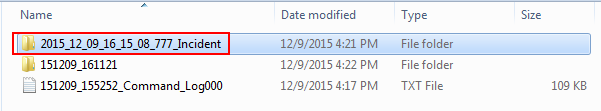 Name Date modified Type Size
2015_12_09_16_15_08_777_Incident 12/9/2015 4:21 PM File folder
151209_161121 12/9/2015 4:22 PM File folder
151209_155252_Command_Log000 12/9/2015 4:17 PM TXT File 109 KB